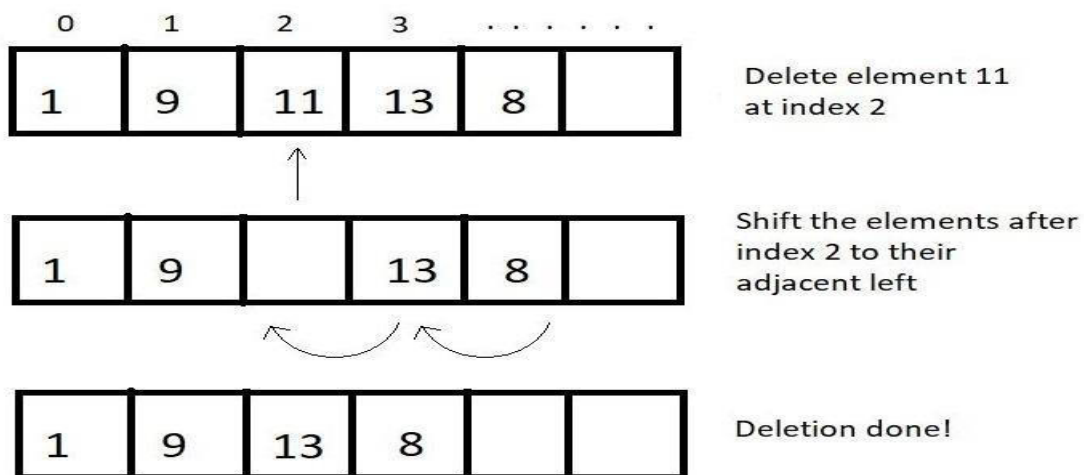 0 1 2 3 . . . . . .
1 9 11 13 8
Delete element 11
at index 2
1 9 13 8
Shift the elements after
index 2 to their
adjacent left
1 9 13 8
Deletion done!